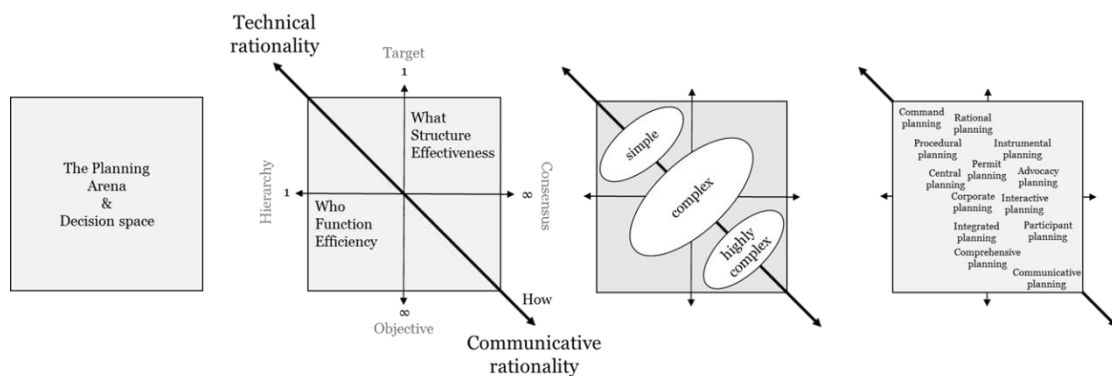 The Planning
Arena
&
Decision space
Technical
rationality
Target
1
What
Structure
Effectiveness
Hierarchy
1
∞
Consensus
Who
Function
Efficiency
How
∞
Objective
Communicative
rationality
simple
complex
highly
complex
Command
planning
Rational
planning
Procedural
planning
Instrumental
planning
Permit
planning
Central
planning
Advocacy
planning
Corporate
planning
Interactive
planning
Integrated
planning
Participant
planning
Comprehensive
planning
Communicative
planning